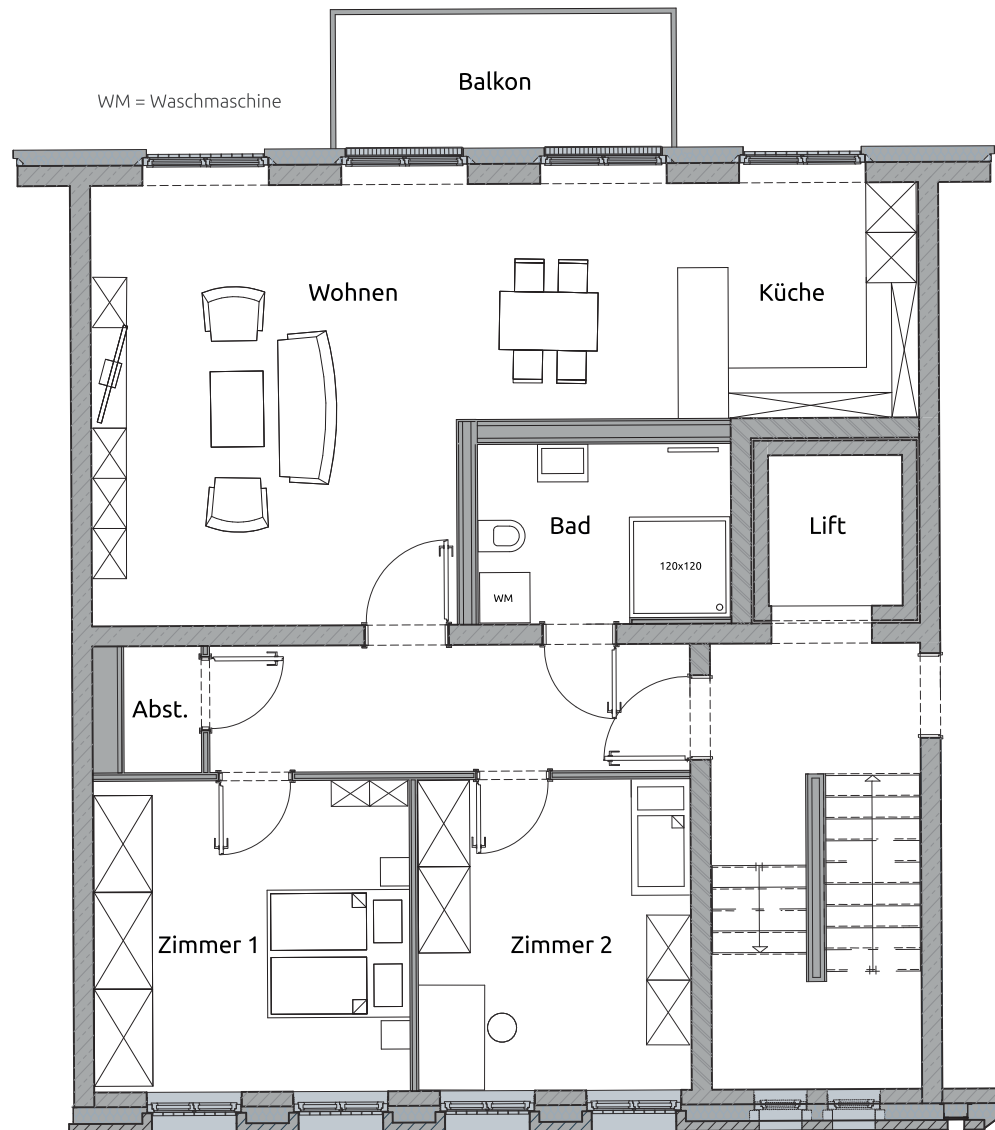 Balkon
WM = Waschmaschine
Wohnen
Küche
Bad
Lift
120x120
WM
Abst.
Zimmer 1
Zimmer 2